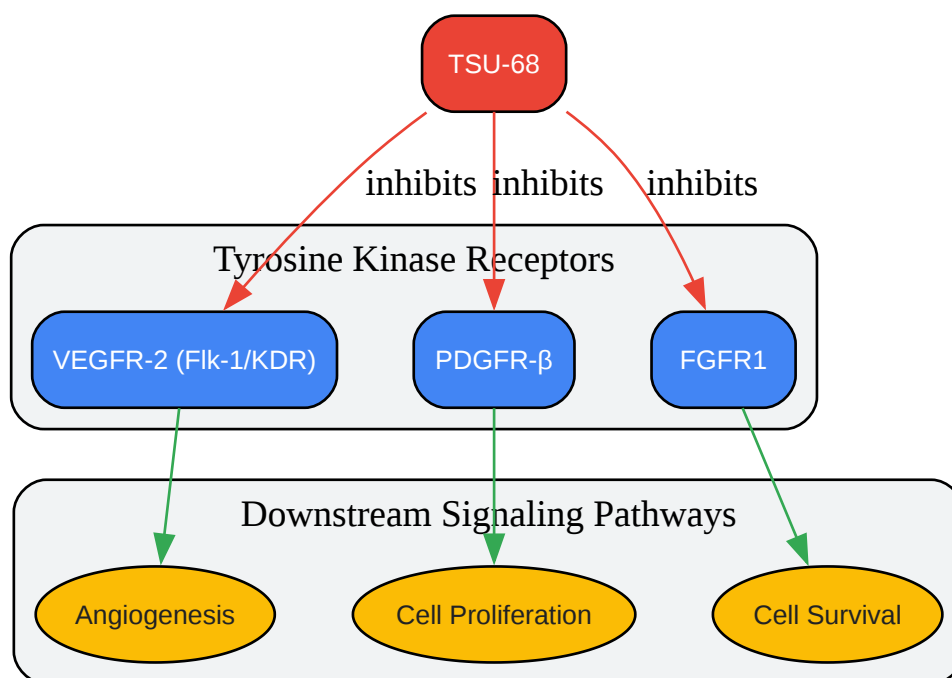 TSU-68
inhibits inhibits inhibits
Tyrosine Kinase Receptors
VEGFR-2 (Flk-1/KDR) PDGFR-β FGFR1
Downstream Signaling Pathways
Angiogenesis Cell Proliferation Cell Survival